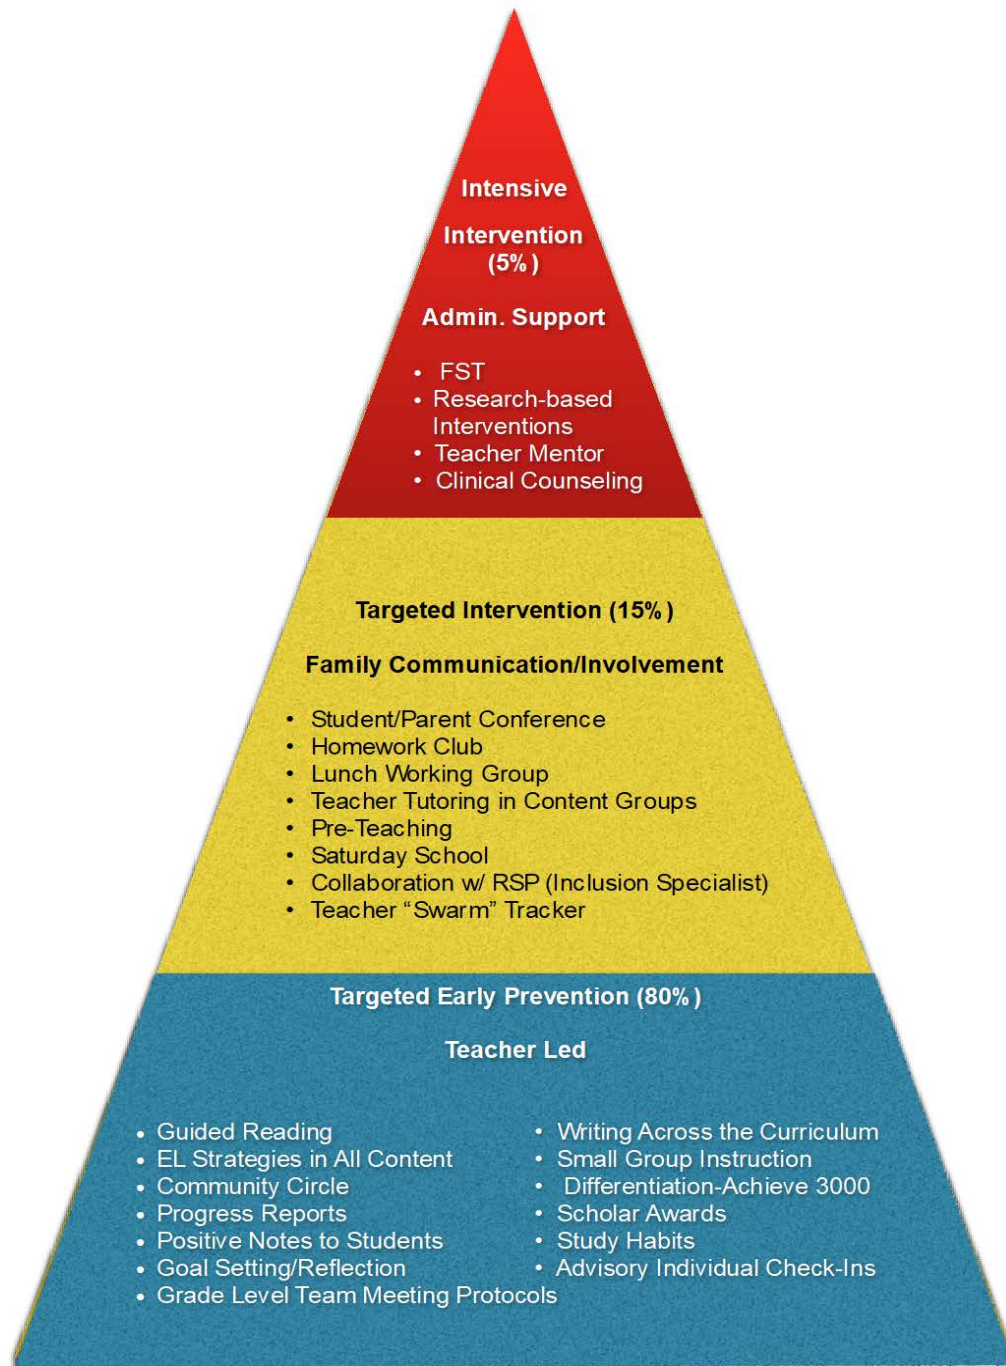 Intensive
Intervention
(5%)
Admin. Support
• FST
• Research-based
Interventions
• Teacher Mentor
• Clinical Counseling
Targeted Intervention (15%)
Family Communication/Involvement
• Student/Parent Conference
• Homework Club
• Lunch Working Group
• Teacher Tutoring in Content Groups
• Pre-Teaching
• Saturday School
• Collaboration w/ RSP (Inclusion Specialist)
• Teacher “Swarm” Tracker
Targeted Early Prevention (80%)
Teacher Led
• Guided Reading
• EL Strategies in All Content
• Community Circle
• Progress Reports
• Positive Notes to Students
• Goal Setting/Reflection
• Grade Level Team Meeting Protocols
• Writing Across the Curriculum
• Small Group Instruction
• Differentiation-Achieve 3000
• Scholar Awards
• Study Habits
• Advisory Individual Check-Ins